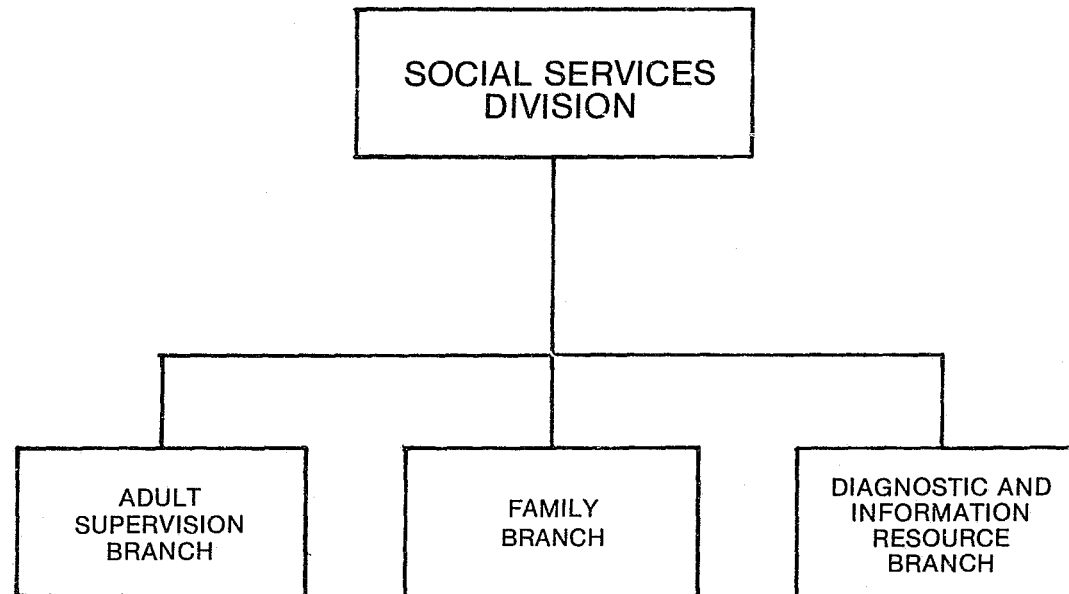 SOCIAL SERVICES
DIVISION
ADULT
SUPERVISION
BRANCH
FAMILY
BRANCH
DIAGNOSTIC AND
INFORMATION
RESOURCE
BRANCH